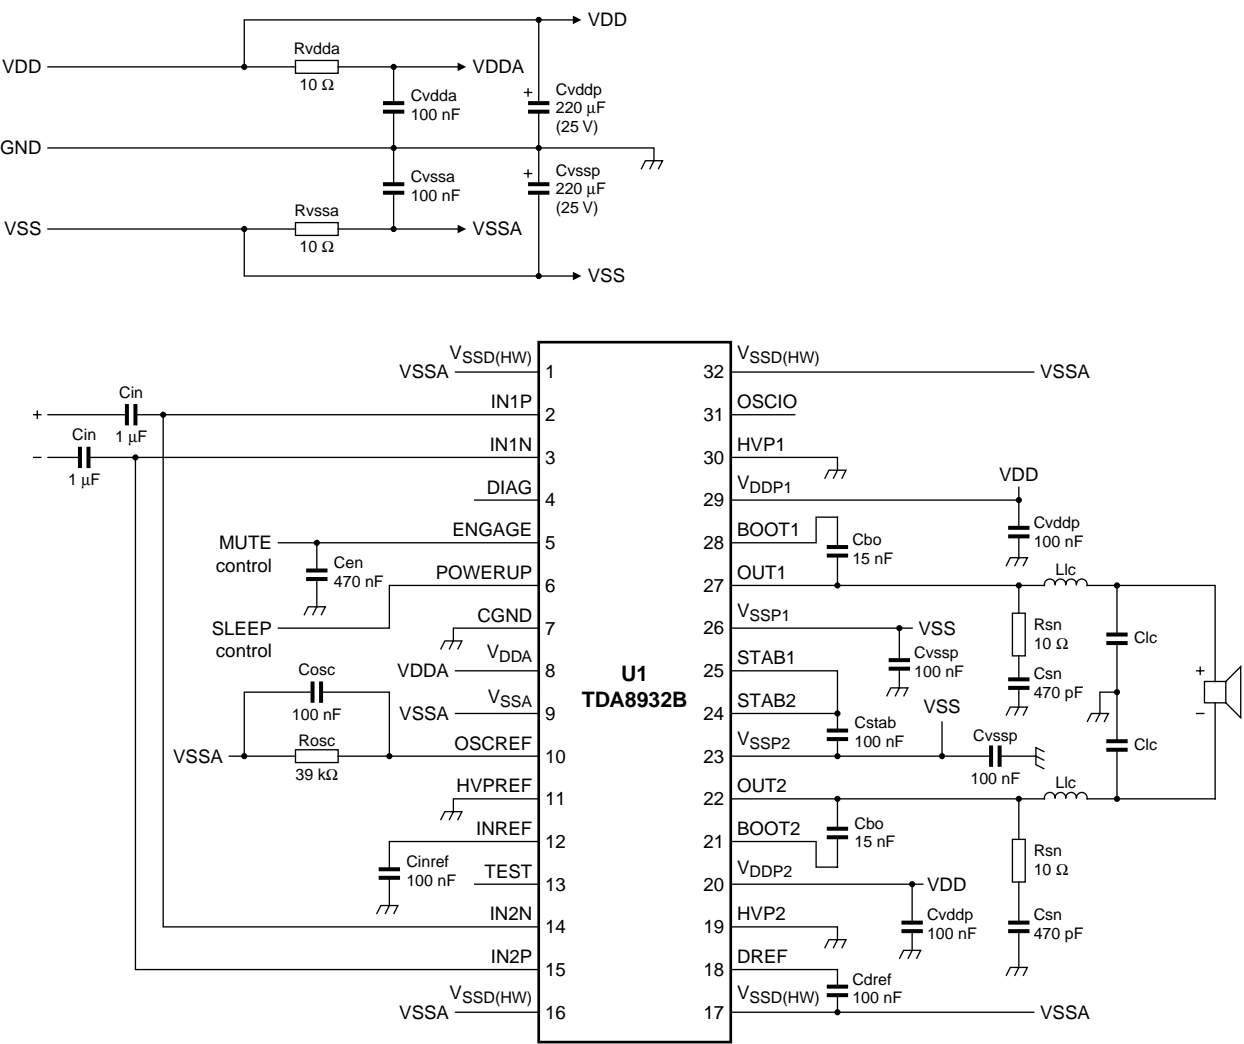 VDD
Rvdda
VDD
VDDA
10 Ω
Cvdda
100 nF
+
Cvddp
220 μF
(25 V)
GND
Cvssa
100 nF
+
Cvssp
220 μF
(25 V)
Rvssa
VSS
VSSA
10 Ω
VSS
VSSD(HW)
VSSA
1
Cin
+
1 μF
IN1P
2
Cin
−
1 μF
IN1N
3
DIAG
4
MUTE
control
ENGAGE
5
Cen
470 nF
POWERUP
6
SLEEP
control
CGND
7
VDDA
VDDA
8
Cosc
100 nF
VSSA
VSSA
9
VSSA
Rosc
39 kΩ
OSCREF
10
HVPREF
11
INREF
12
Cinref
100 nF
TEST
13
IN2N
14
IN2P
15
VSSD(HW)
VSSA
16
U1
TDA8932B
VSSD(HW)
32
VSSA
OSCIO
31
HVP1
30
VDDP1
29
VDD
Cvddp
100 nF
BOOT1
28
Cbo
15 nF
OUT1
27
Llc
VSSP1
26
VSS
Cvssp
100 nF
Rsn
10 Ω
Clc
STAB1
25
Csn
470 pF
+
−
STAB2
24
Cstab
100 nF
VSS
VSSP2
23
Cvssp
100 nF
Clc
OUT2
22
Llc
BOOT2
21
Cbo
15 nF
Rsn
10 Ω
VDDP2
20
VDD
Cvddp
100 nF
Csn
470 pF
HVP2
19
DREF
18
Cdref
100 nF
VSSD(HW)
17
VSSA